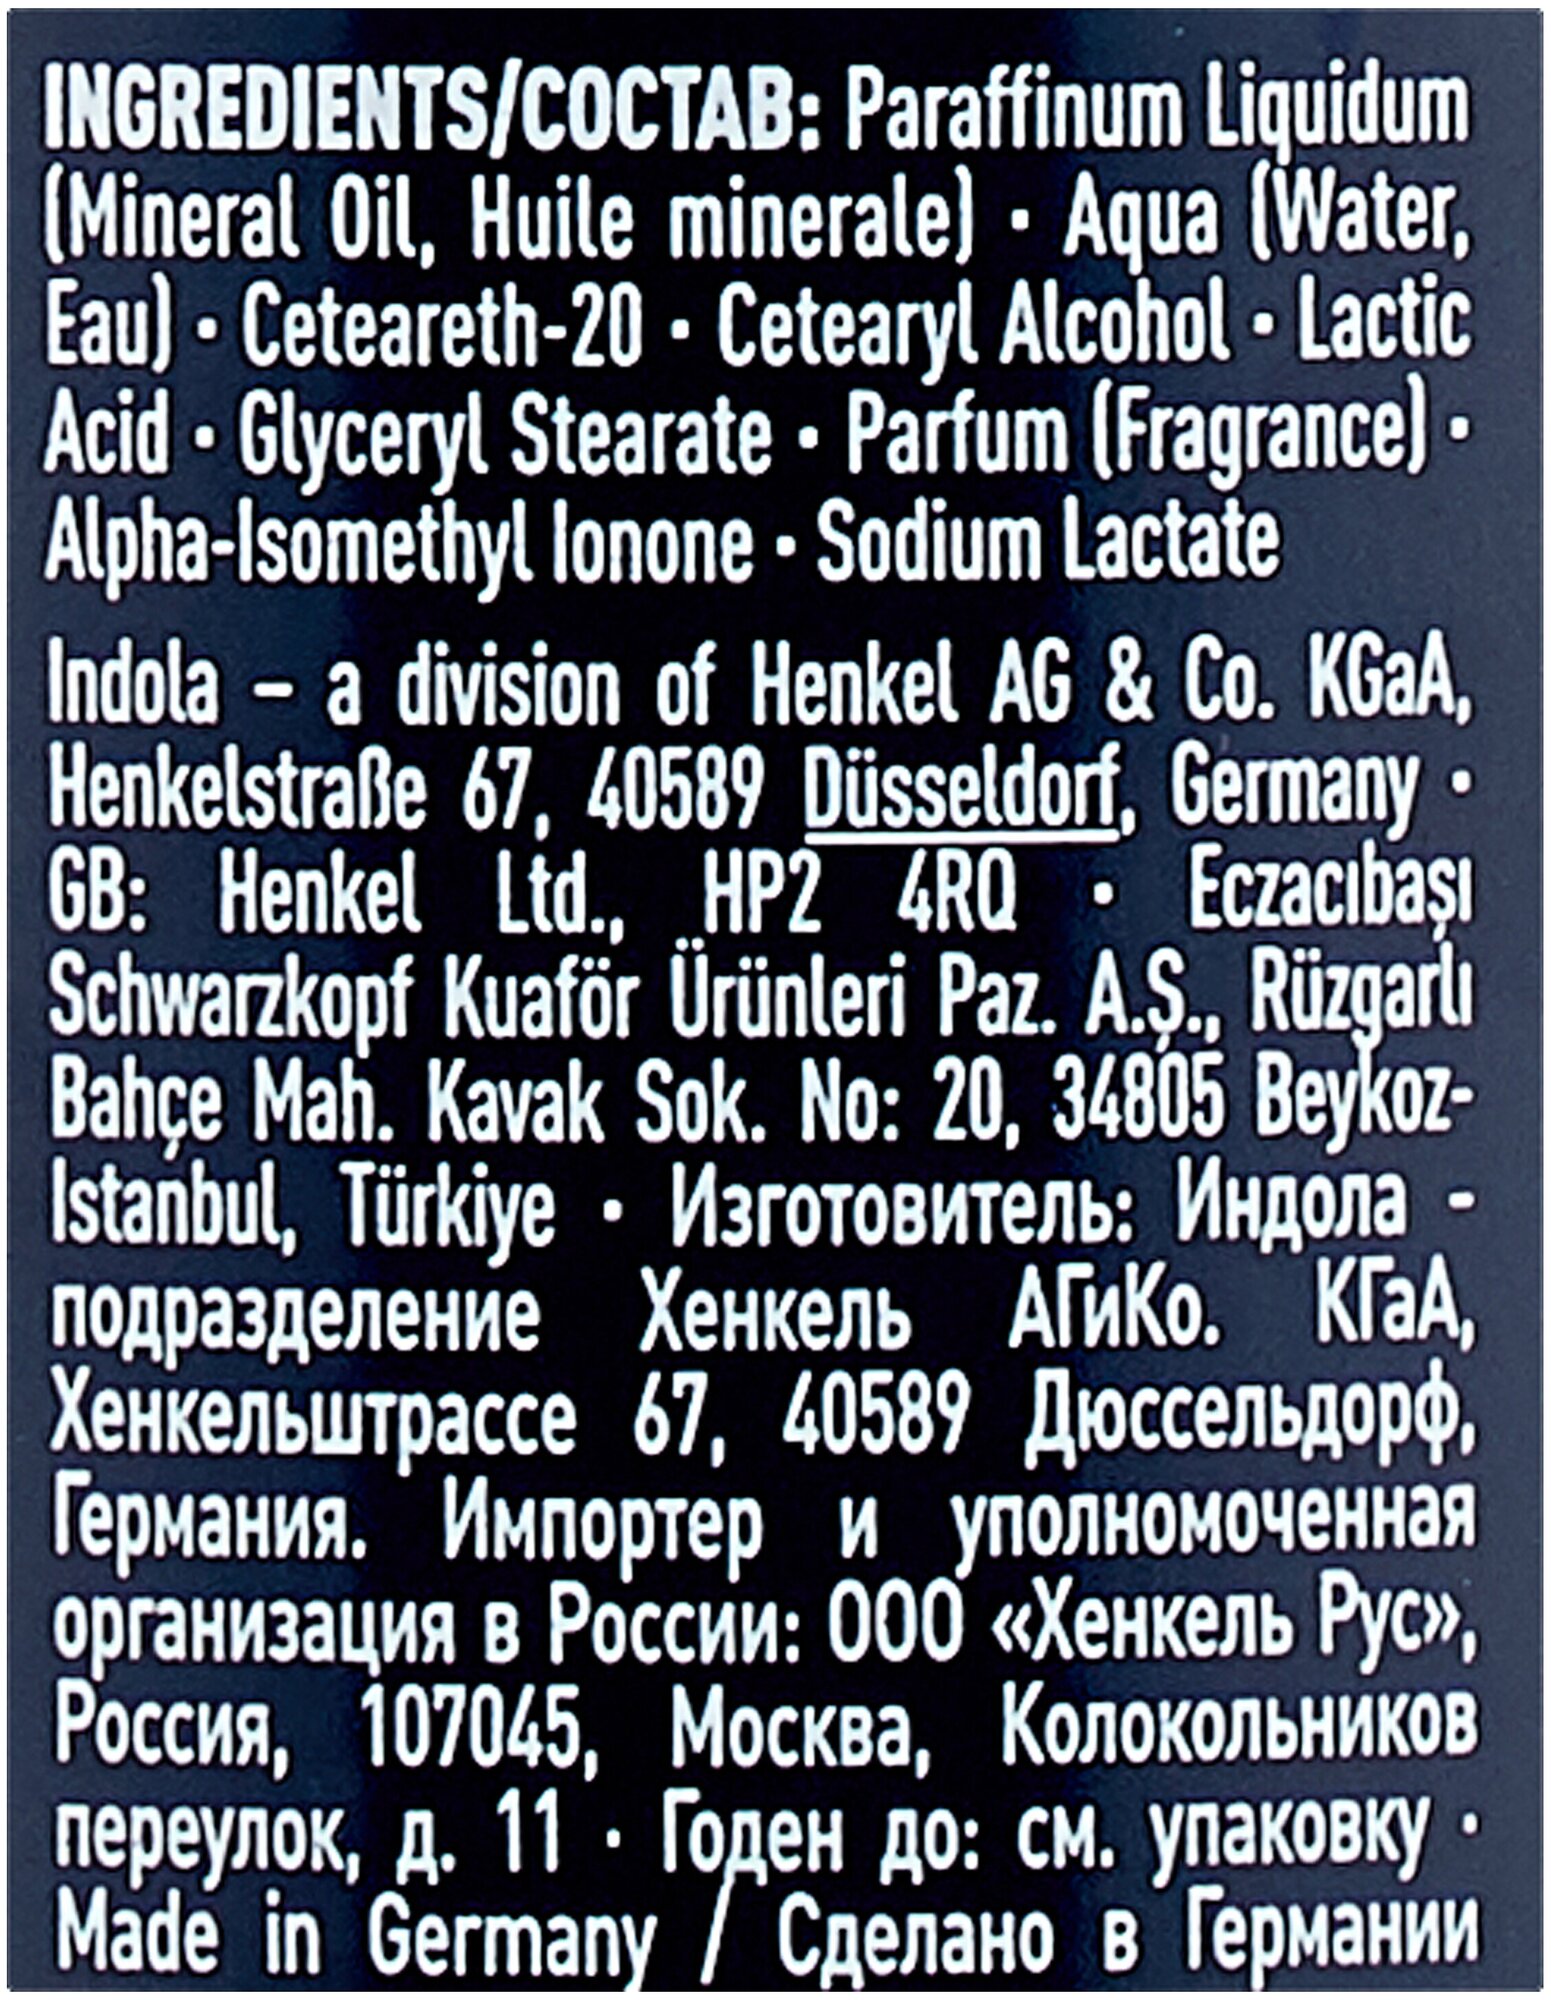 INGREDIENTS/СОСТАВ: Paraffinum Liquidum
(Mineral Oil, Huile minerale) • Aqua (Water,
Eau) • Ceteareth-20 • Cetearyl Alcohol • Lactic
Acid • Glyceryl Stearate • Parfum (Fragrance) •
Alpha-Isomethyl Ionone • Sodium Lactate
Indola – a division of Henkel AG & Co. KGaA,
Henkelstraße 67, 40589 Düsseldorf, Germany •
GB: Henkel Ltd., HP2 4RQ • Eczacıbaşı
Schwarzkopf Kuaför Ürünleri Paz. A.Ş., Rüzgarlı
Bahçe Mah. Kavak Sok. No: 20, 34805 Beykoz-
Istanbul, Türkiye • Изготовитель: Индола -
подразделение Хенкель АГиКо. КГаА,
Хенкельштрассе 67, 40589 Дюссельдорф,
Германия. Импортер и уполномоченная
организация в России: ООО «Хенкель Рус»,
Россия, 107045, Москва, Колокольников
переулок, д. 11 • Годен до: см. упаковку •
Made in Germany / Сделано в Германии